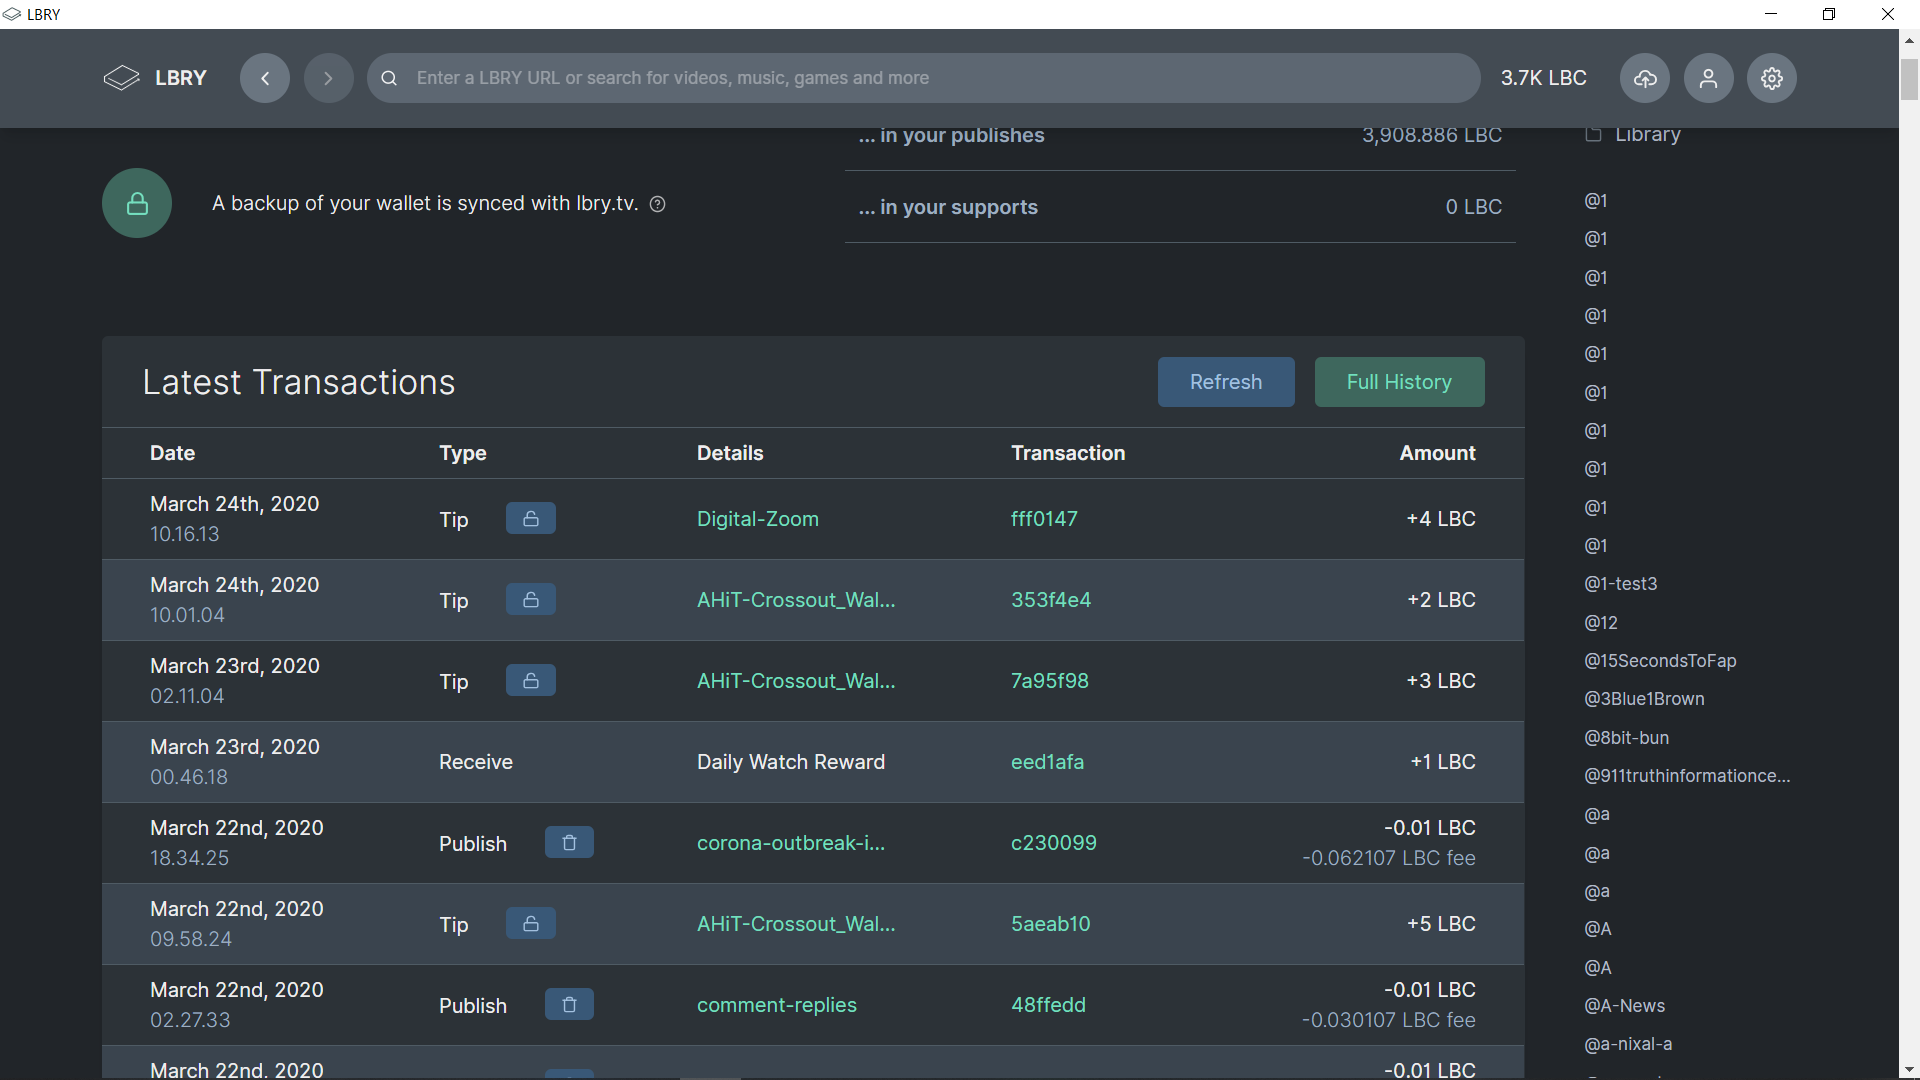 LBRY
LBRY
Enter a LBRY URL or search for videos, music, games and more
3.7K LBC
... in your publishes
3,908.886 LBC
Library
A backup of your wallet is synced with lbry.tv.
... in your supports
0 LBC
Latest Transactions
Refresh
Full History
Date Type Details Transaction Amount
March 24th, 2020
10.16.13
Tip
Digital-Zoom
fff0147
+4 LBC
March 24th, 2020
10.01.04
Tip
AHiT-Crossout_Wal...
353f4e4
+2 LBC
March 23rd, 2020
02.11.04
Tip
AHiT-Crossout_Wal...
7a95f98
+3 LBC
March 23rd, 2020
00.46.18
Receive
Daily Watch Reward
eed1afa
+1 LBC
March 22nd, 2020
18.34.25
Publish
corona-outbreak-i...
c230099
-0.01 LBC
-0.062107 LBC fee
March 22nd, 2020
09.58.24
Tip
AHiT-Crossout_Wal...
5aeab10
+5 LBC
March 22nd, 2020
02.27.33
Publish
comment-replies
48ffedd
-0.01 LBC
-0.030107 LBC fee
March 22nd, 2020
-0.01 LBC
@1
@1
@1
@1
@1
@1
@1
@1
@1
@1
@1-test3
@12
@15SecondsToFap
@3Blue1Brown
@8bit-bun
@911truthinformationce...
@a
@a
@a
@A
@A
@A-News
@a-nixal-a